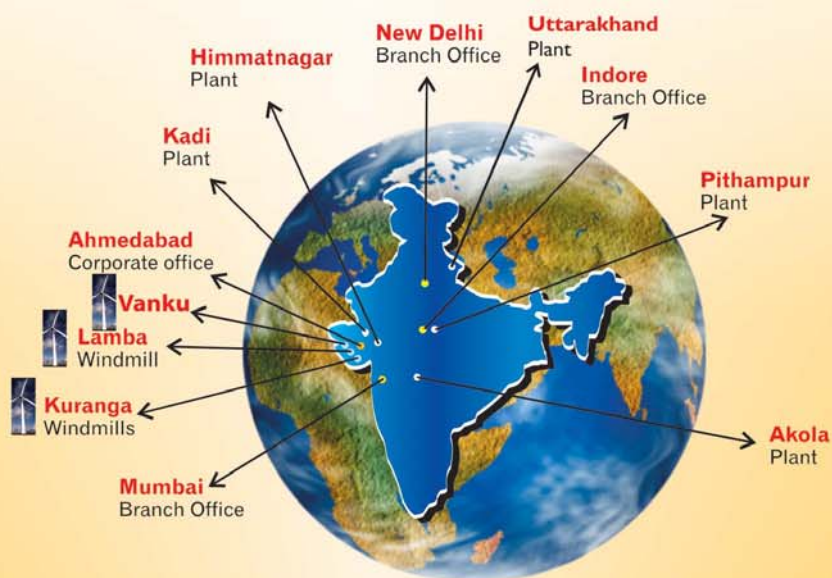 New Delhi
Branch Office
Uttarakhand
Plant
Himmatnagar
Plant
Indore
Branch Office
Kadi
Plant
Pithampur
Plant
Ahmedabad
Corporate office
Vanku
Lamba
Windmill
Kuranga
Windmills
Akola
Plant
Mumbai
Branch Office